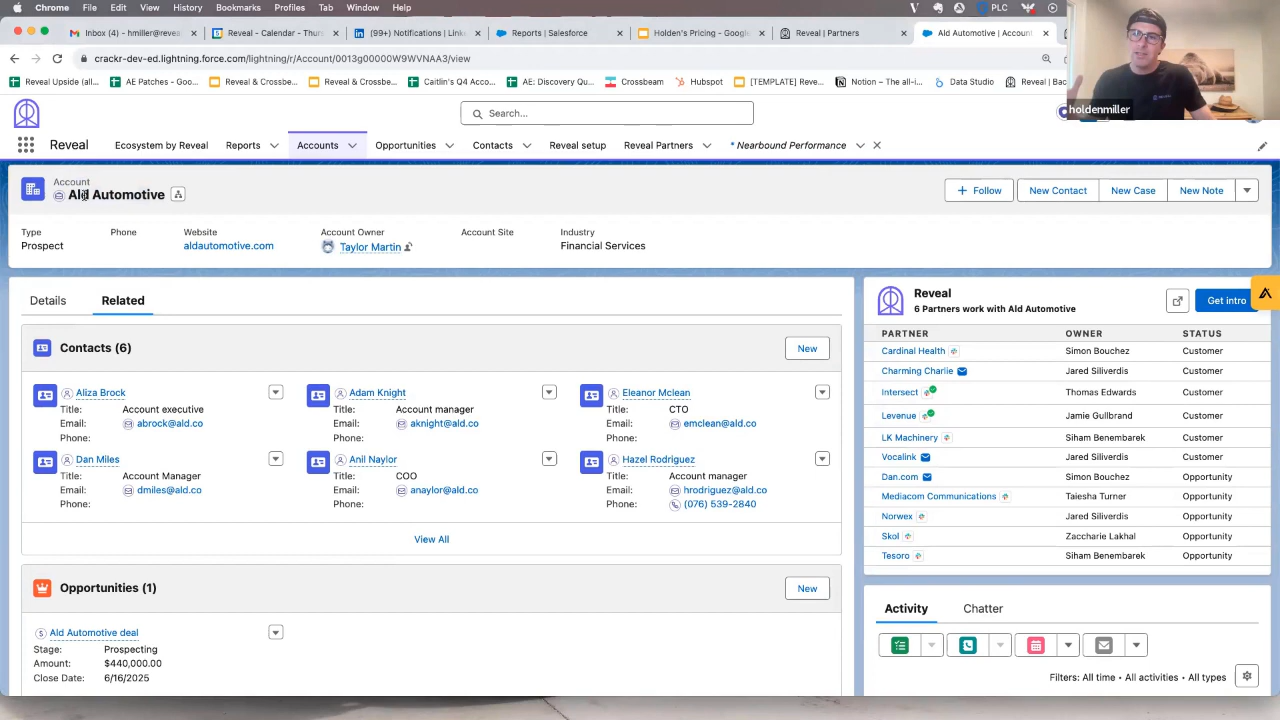 Chrome File Edit View History Bookmarks Profiles Tab Window Help PLC
Inbox (4) - hmiller@revea Reveal - Calendar - Thurs (99+) Notifications | Link Reports | Salesforce Holden's Pricing - Google Reveal | Partners Ald Automotive | Account
crackr-dev-ed.lightning.force.com/lightning/r/Account/0013g00000W9WVNAA3/view
Reveal Upside (all... AE Patches - Goo... Reveal & Crossbe... Reveal & Crossbe... Caitlin's Q4 Acco... AE: Discovery Qu... Crossbeam Hubspot [TEMPLATE] Reve... Notion – The all-i... Data Studio Reveal | Bac
holdenmiller
Search...
Reveal Ecosystem by Reveal Reports Accounts Opportunities Contacts Reveal setup Reveal Partners * Nearbound Performance
Account
Ald Automotive
+ Follow New Contact New Case New Note
Type Phone Website Account Owner Account Site Industry
Prospect aldautomotive.com Taylor Martin Financial Services
Details Related
Contacts (6) New
Aliza Brock
Title: Account executive
Email: abrock@ald.co
Phone:
Adam Knight
Title: Account manager
Email: aknight@ald.co
Phone:
Eleanor Mclean
Title: CTO
Email: emclean@ald.co
Phone:
Dan Miles
Title: Account Manager
Email: dmiles@ald.co
Phone:
Anil Naylor
Title: COO
Email: anaylor@ald.co
Phone:
Hazel Rodriguez
Title: Account manager
Email: hrodriguez@ald.co
Phone: (076) 539-2840
View All
Opportunities (1) New
Ald Automotive deal
Stage: Prospecting
Amount: $440,000.00
Close Date: 6/16/2025
Reveal
6 Partners work with Ald Automotive
Get intro
PARTNER OWNER STATUS
Cardinal Health Simon Bouchez Customer
Charming Charlie Jared Siliverdis Customer
Intersect Thomas Edwards Customer
Levenue Jamie Gullbrand Customer
LK Machinery Siham Benembarek Customer
Vocalink Jared Siliverdis Customer
Dan.com Simon Bouchez Opportunity
Mediacom Communications Taiesha Turner Opportunity
Norwex Jared Siliverdis Opportunity
Skol Zaccharie Lakhal Opportunity
Tesoro Siham Benembarek Opportunity
Activity Chatter
Filters: All time • All activities • All types